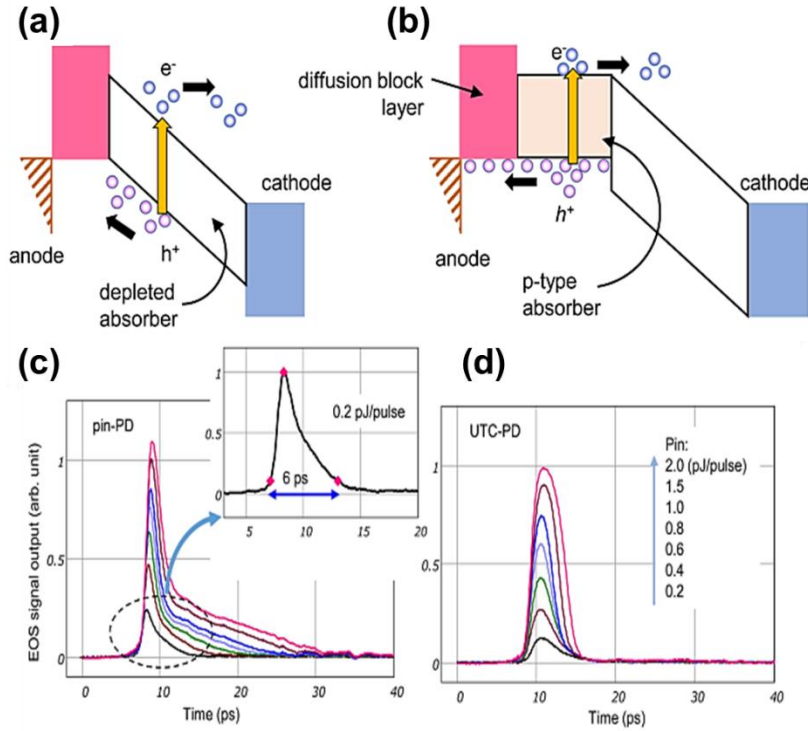 (a)
e-
cathode
h+
anode
depleted
absorber
(b)
e-
diffusion block
layer
cathode
h+
anode
p-type
absorber
(c)
pin-PD
EOS signal output (arb. unit)
1
0.5
0
0 10 20 30 40
Time (ps)
0.2 pJ/pulse
6 ps
1
0.5
0
5 10 15 20
(d)
UTC-PD
Pin:
2.0 (pJ/pulse)
1.5
1.0
0.8
0.6
0.4
0.2
1
0.5
0
0 10 20 30 40
Time (ps)